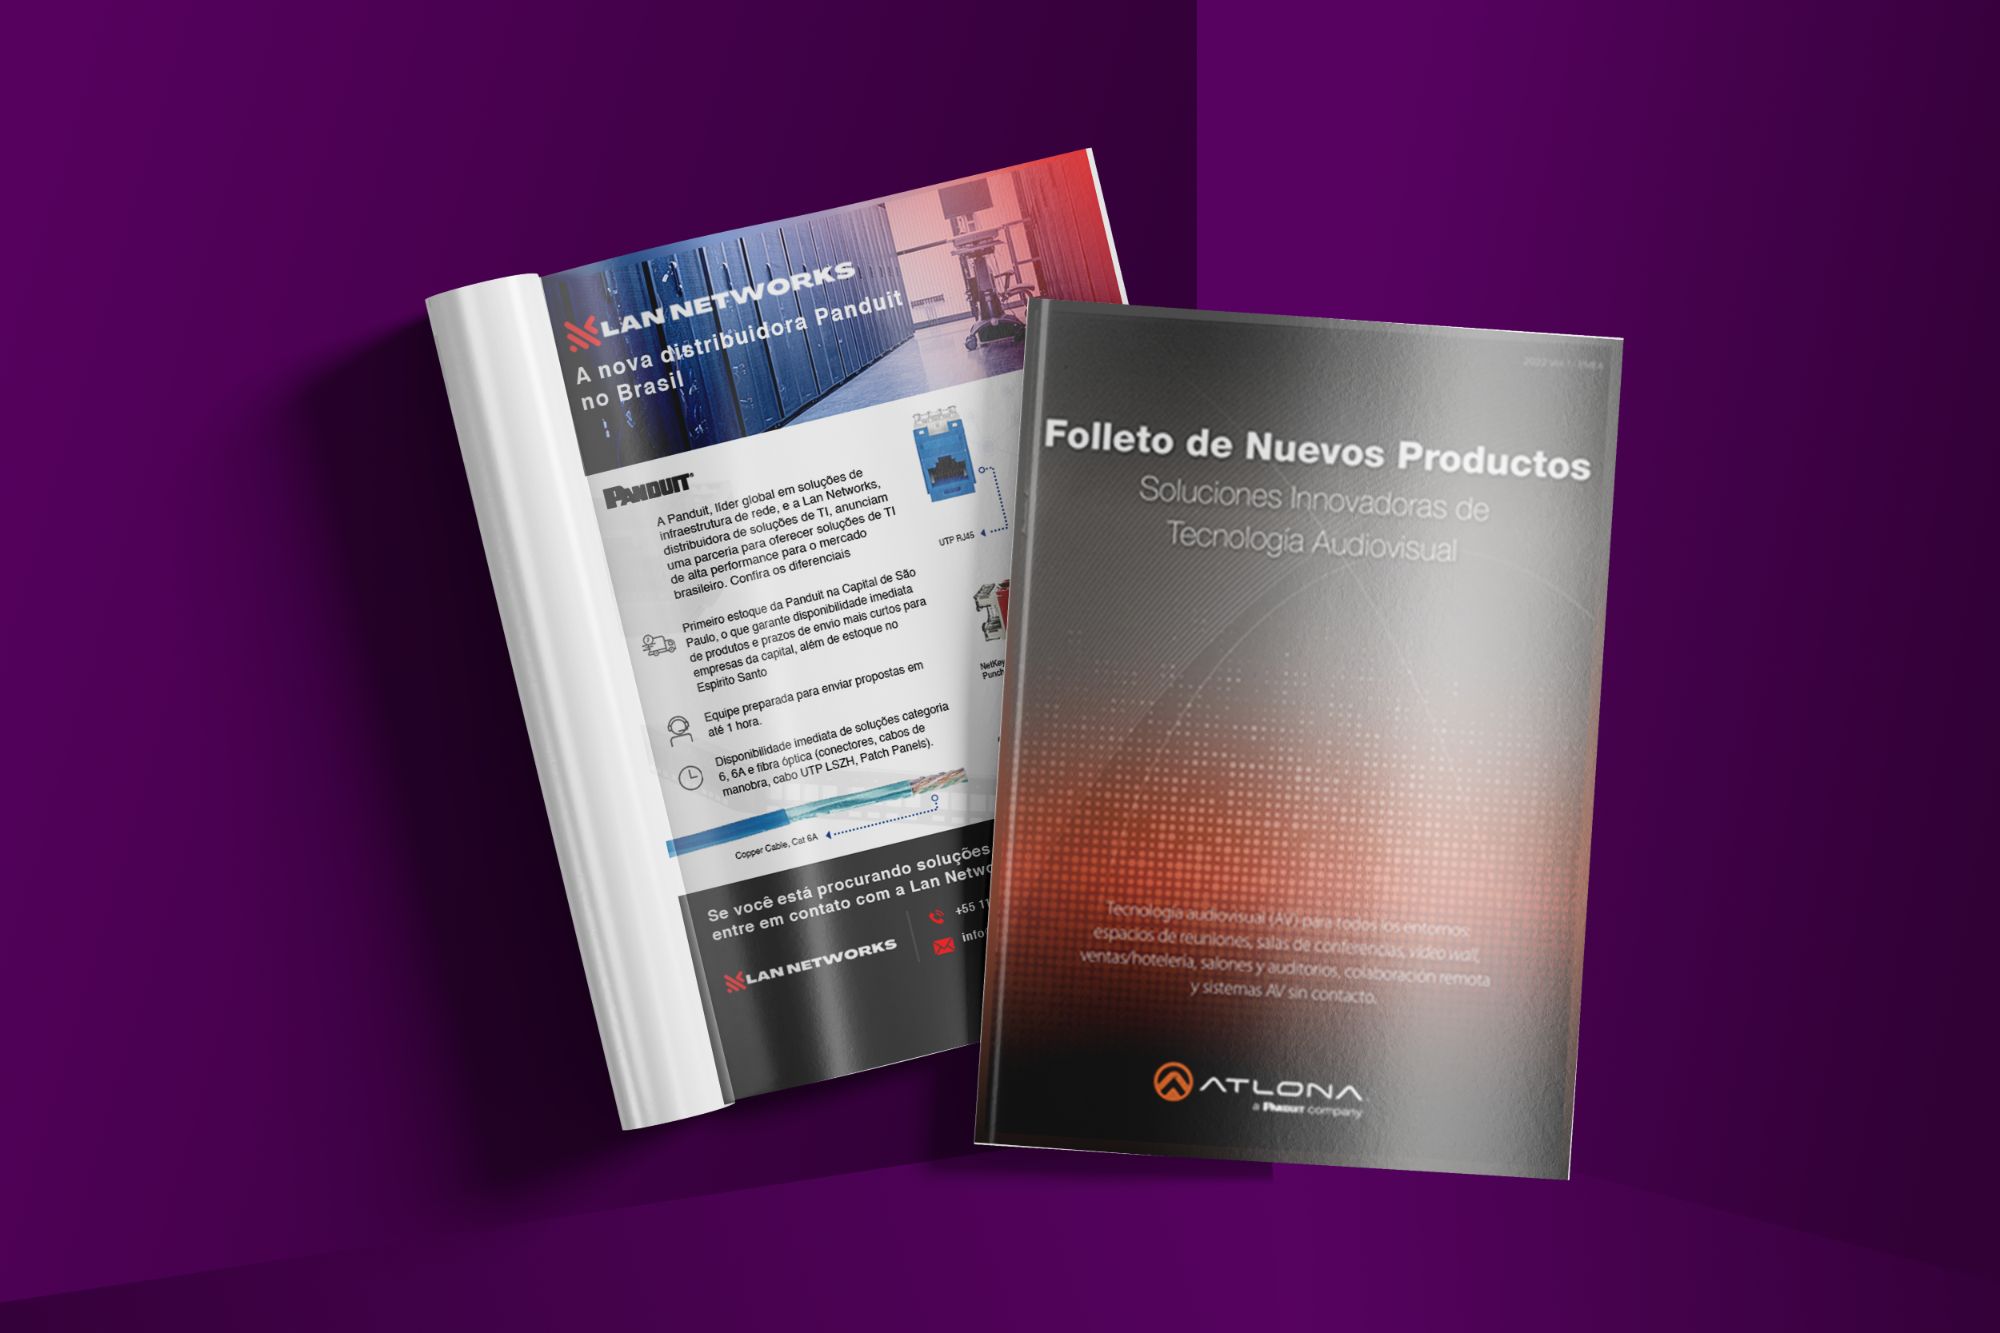 LAN NETWORKS
A nova distribuidora Panduit
no Brasil
PANDUIT
A Panduit, líder global em soluções de
infraestrutura de rede, e a Lan Networks,
distribuidora de soluções de TI, anunciam
uma parceria para oferecer soluções de TI
de alta performance para o mercado
brasileiro. Confira os diferenciais
Primeiro estoque da Panduit na Capital de São
Paulo, o que garante disponibilidade imediata
de produtos e prazos de envio mais curtos para
empresas da capital, além de estoque no
Espirito Santo
Equipe preparada para enviar propostas em
até 1 hora.
Disponibilidade imediata de soluções categoria
6, 6A e fibra óptica (conectores, cabos de
manobra, cabo UTP LSZH, Patch Panels).
UTP RJ45
NetKey
Punch
Copper Cable, Cat 6A
Se você está procurando soluções
entre em contato com a Lan Netwo
+55 11
info
LAN NETWORKS
Folleto de Nuevos Productos
Soluciones Innovadoras de
Tecnología Audiovisual
Tecnología audiovisual (AV) para todos los entornos:
espacios de reuniones, salas de conferencias, video wall,
ventas/hotelería, salones y auditorios, colaboración remota
y sistemas AV sin contacto.
ATLONA
a PANDUIT company